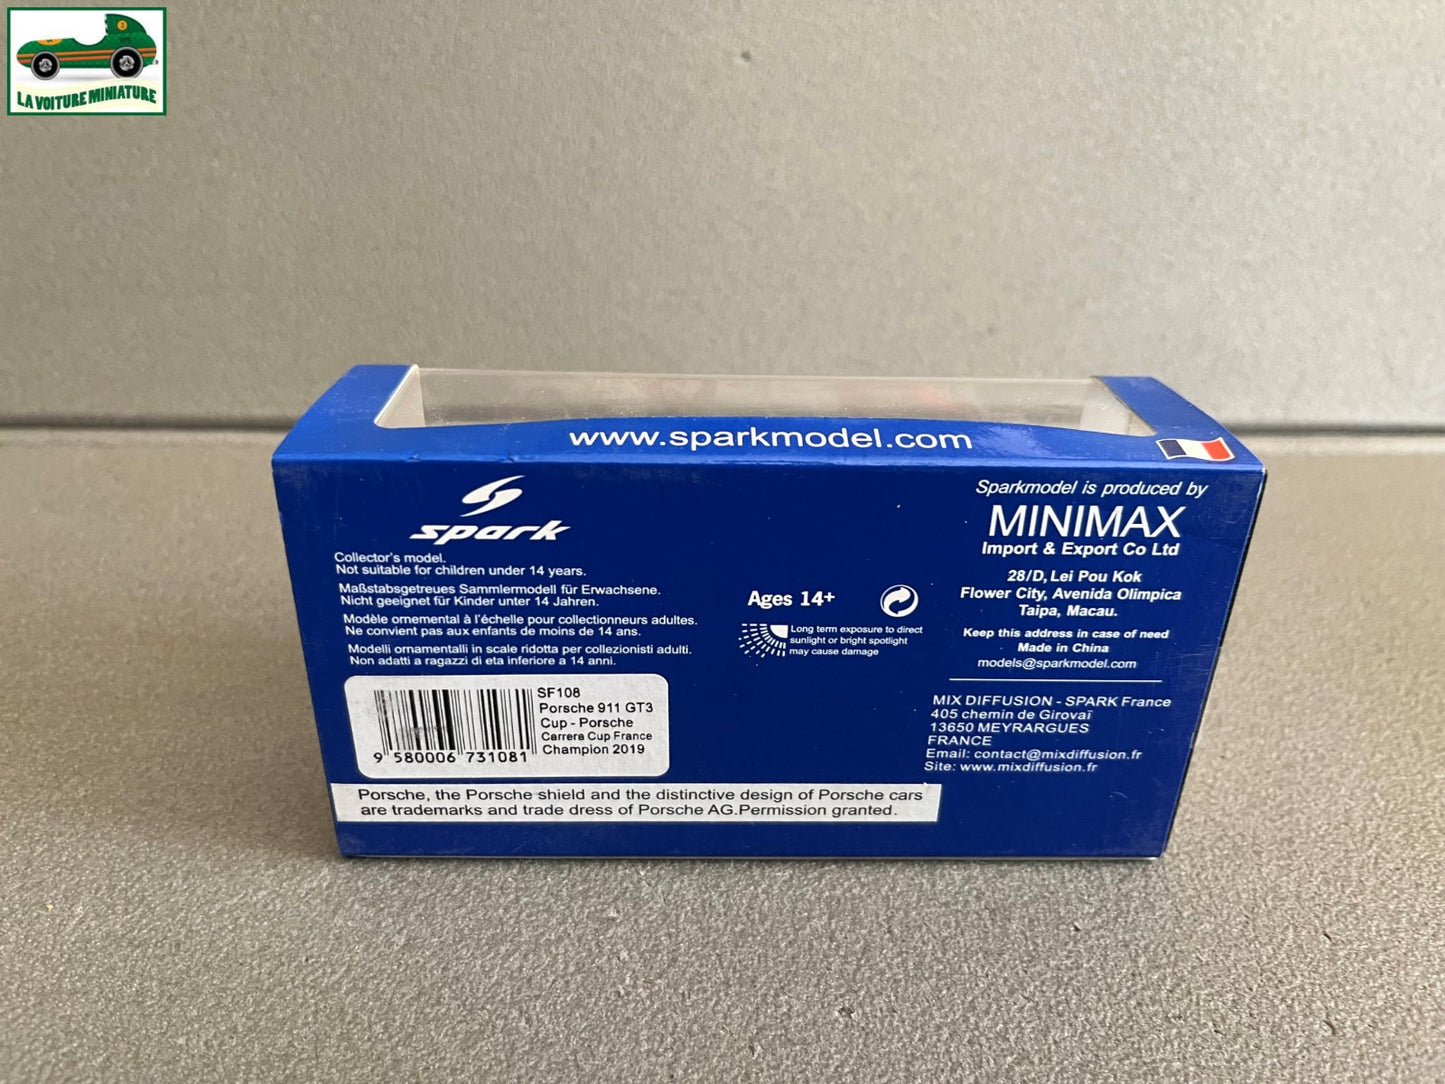 3
LA VOITURE MINIATURE
www.sparkmodel.com
spark
Collector's model.
Not suitable for children under 14 years.
Maßstabsgetreues Sammlermodell für Erwachsene.
Nicht geeignet für Kinder unter 14 Jahren.
Modèle ornemental à l'échelle pour collectionneurs adultes.
Ne convient pas aux enfants de moins de 14 ans.
Modelli ornamentalli in scale ridotta per collezionisti adulti.
Non adatti a ragazzi di eta inferiore a 14 anni.
SF108
Porsche 911 GT3
Cup - Porsche
Carrera Cup France
Champion 2019
9 580006 731081
Porsche, the Porsche shield and the distinctive design of Porsche cars
are trademarks and trade dress of Porsche AG.Permission granted.
Ages 14+
Long term exposure to direct
sunlight or bright spotlight
may cause damage
Sparkmodel is produced by
MINIMAX
Import & Export Co Ltd
28/D, Lei Pou Kok
Flower City, Avenida Olimpica
Taipa, Macau.
Keep this address in case of need
Made in China
models@sparkmodel.com
MIX DIFFUSION - SPARK France
405 chemin de Girovaï
13650 MEYRARGUES
FRANCE
Email: contact@mixdiffusion.fr
Site: www.mixdiffusion.fr